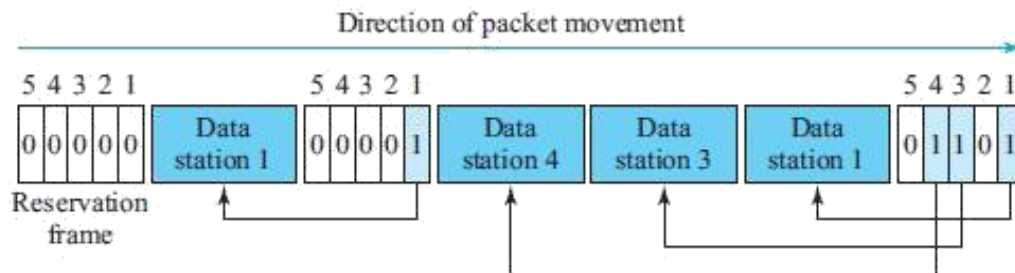 Direction of packet movement
5 4 3 2 1 5 4 3 2 1 5 4 3 2 1
0 0 0 0 0 Data station 1 0 0 0 0 1 Data station 4 Data station 3 Data station 1 0 1 1 0 1
Reservation
frame